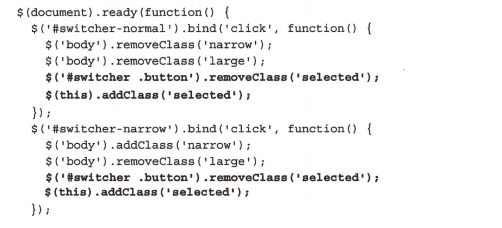 $(document).ready(function() {
$('#switcher-normal').bind('click', function() {
$('body').removeClass('narrow');
$('body').removeClass('large');
$('#switcher .button').removeClass('selected');
$(this).addClass('selected');
});
$('#switcher-narrow').bind('click', function() {
$('body').addClass('narrow');
$('body').removeClass('large');
$('#switcher .button').removeClass('selected');
$(this).addClass('selected');
});